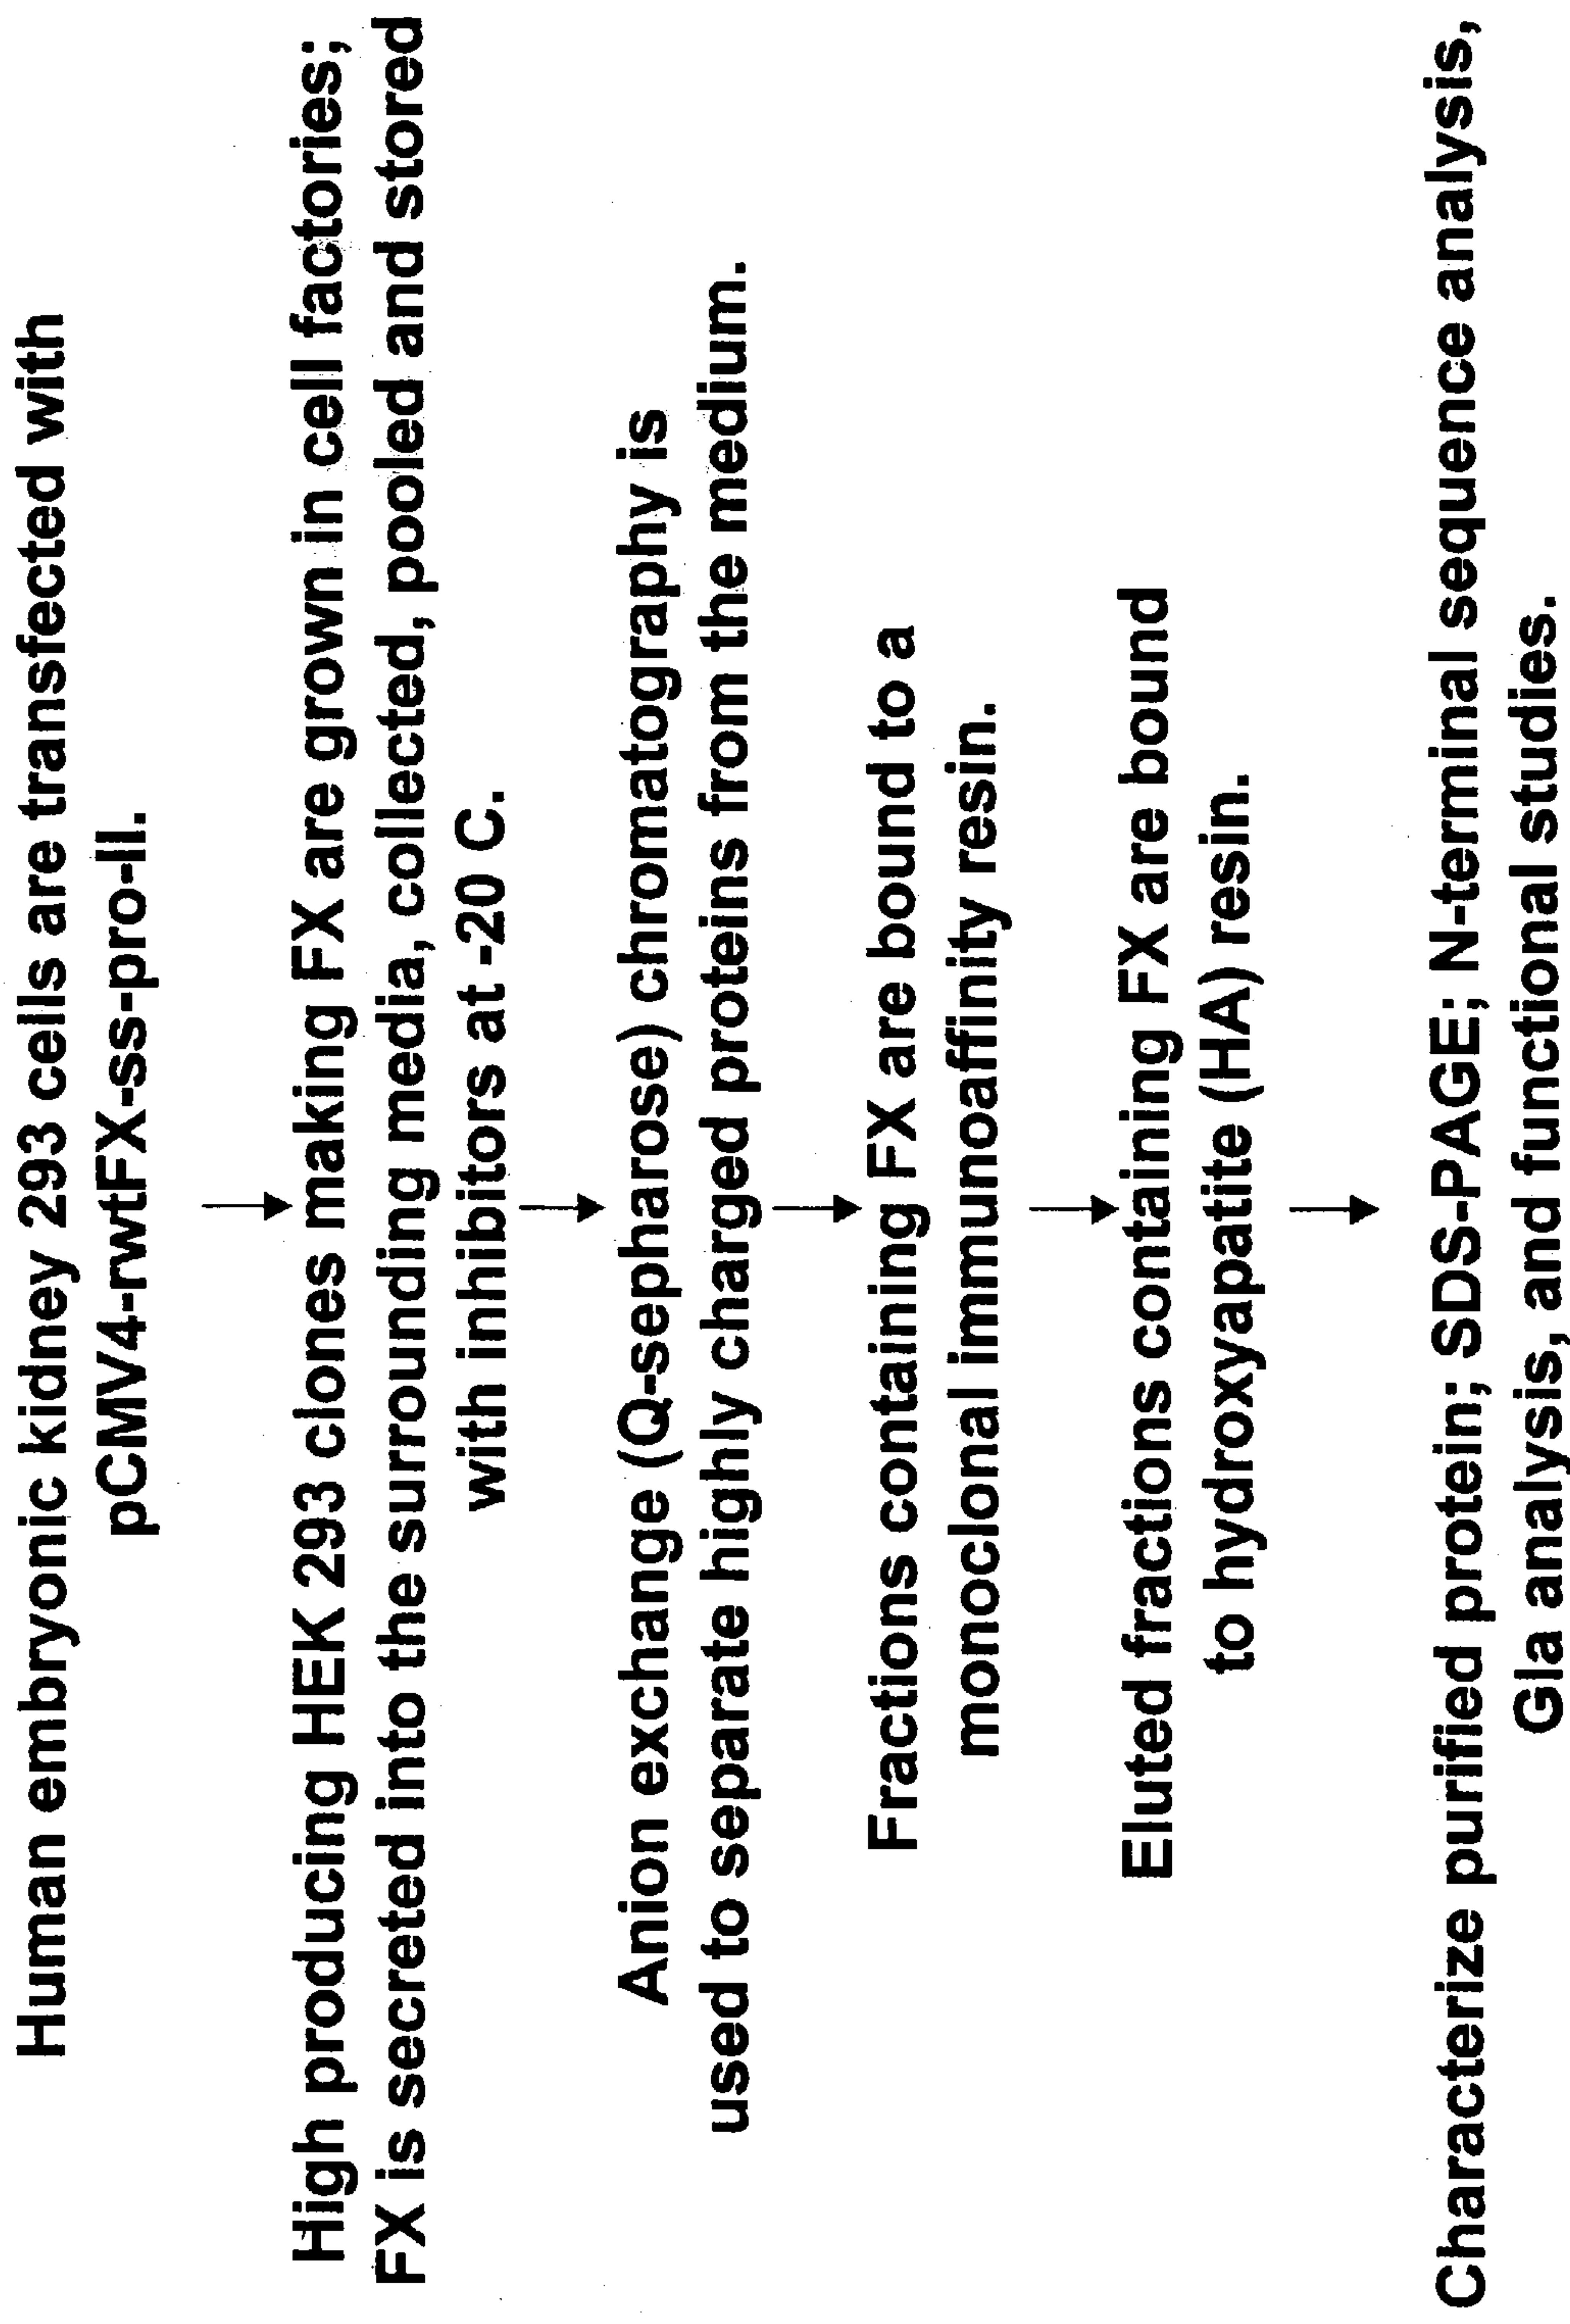 Human embryonic kidney 293 cells are transfected with
pCMV4-rwtFX-ss-pro-II.
High producing HEK 293 clones making FX are grown in cell factories;
FX is secreted into the surrounding media, collected, pooled and stored
with inhibitors at -20 C.
Anion exchange (Q-sepharose) chromatography is
used to separate highly charged proteins from the medium.
Fractions containing FX are bound to a
monoclonal immunoaffinity resin.
Eluted fractions containing FX are bound
to hydroxyapatite (HA) resin.
Characterize purified protein; SDS-PAGE; N-terminal sequence analysis,
Gla analysis, and functional studies.